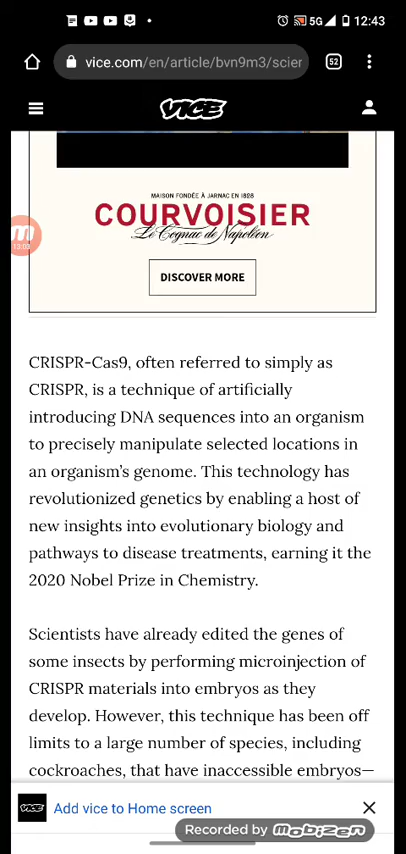 5G 12:43
vice.com/en/article/bvn9m3/scier
52
VICE
MAISON FONDÉE À JARNAC EN 1828
COURVOISIER
Le Cognac de Napoléon
13:03
DISCOVER MORE
CRISPR-Cas9, often referred to simply as
CRISPR, is a technique of artificially
introducing DNA sequences into an organism
to precisely manipulate selected locations in
an organism’s genome. This technology has
revolutionized genetics by enabling a host of
new insights into evolutionary biology and
pathways to disease treatments, earning it the
2020 Nobel Prize in Chemistry.
Scientists have already edited the genes of
some insects by performing microinjection of
CRISPR materials into embryos as they
develop. However, this technique has been off
limits to a large number of species, including
cockroaches, that have inaccessible embryos—
VICE Add vice to Home screen
Recorded by mobizen